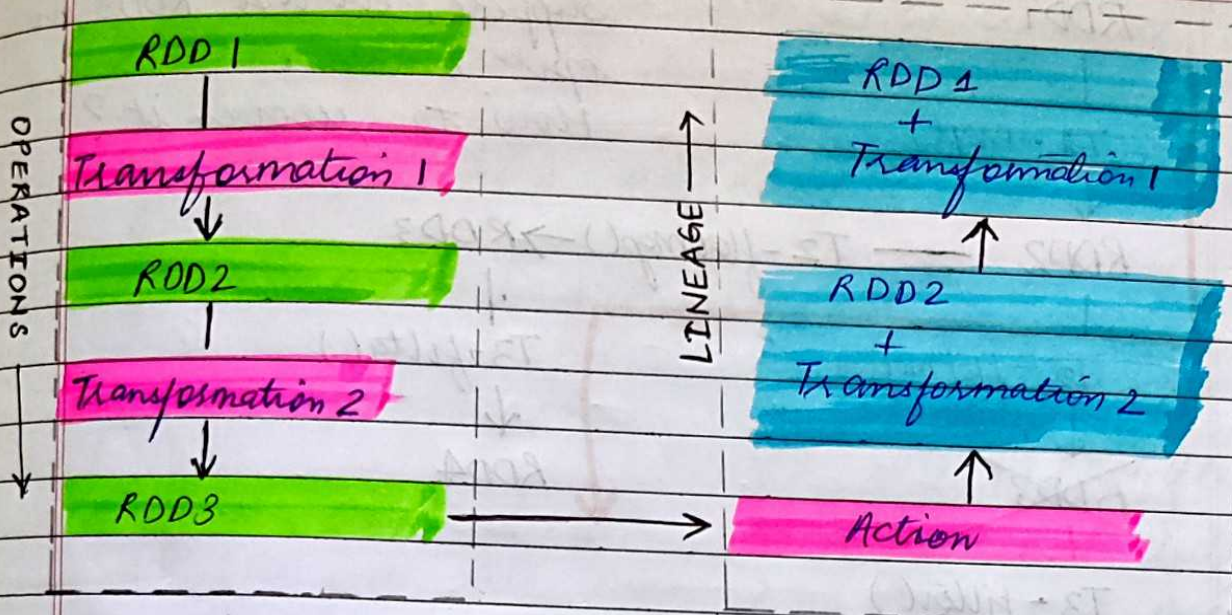 OPERATIONS
RDD 1
Transformation 1
RDD2
Transformation 2
RDD3
LINEAGE
RDD 1
+
Transformation 1
RDD2
+
Transformation 2
Action